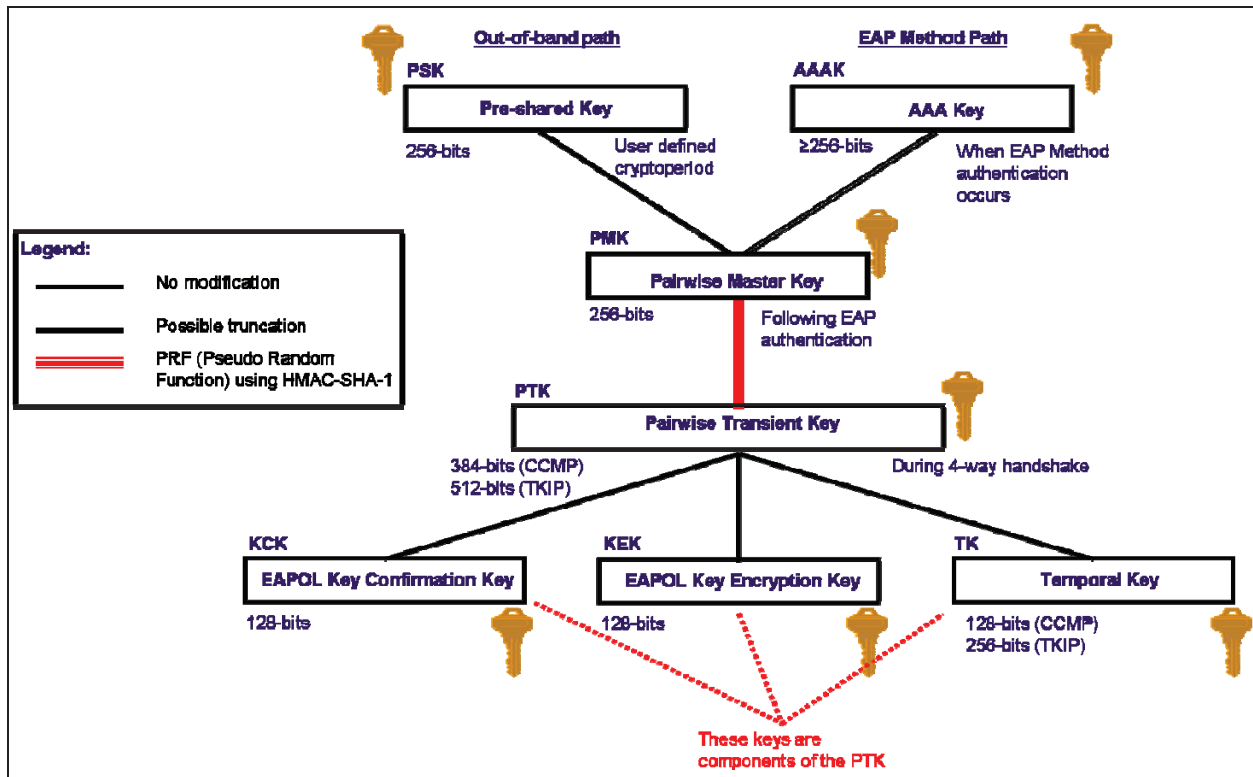 Out-of-band path
EAP Method Path
PSK
AAAK
Pre-shared Key
AAA Key
256-bits
User defined
cryptoperiod
≥256-bits
When EAP Method
authentication
occurs
PMK
Pairwise Master Key
256-bits
Following EAP
authentication
Legend:
No modification
Possible truncation
PRF (Pseudo Random
Function) using HMAC-SHA-1
PTK
Pairwise Transient Key
384-bits (CCMP)
512-bits (TKIP)
During 4-way handshake
KCK
KEK
TK
EAPOL Key Confirmation Key
EAPOL Key Encryption Key
Temporal Key
128-bits
128-bits
128-bits (CCMP)
256-bits (TKIP)
These keys are
components of the PTK